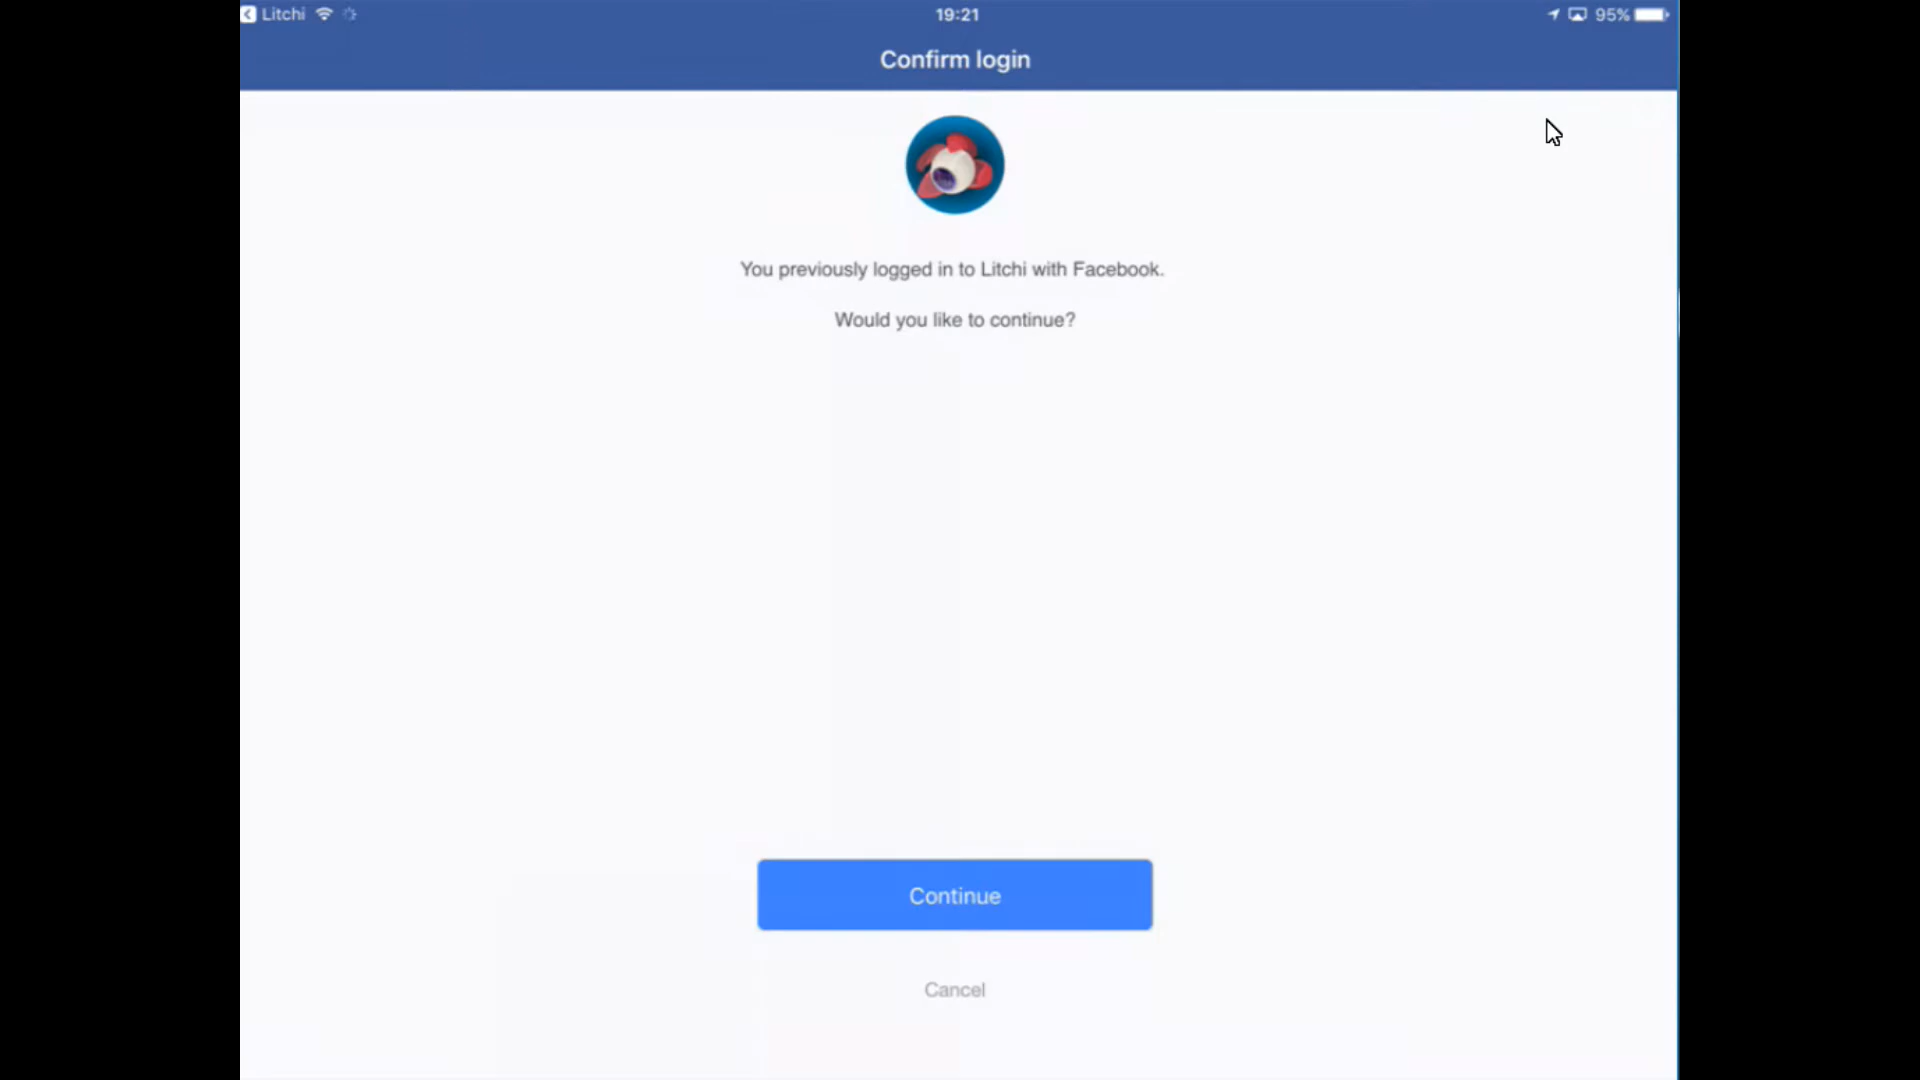 Litchi
19:21
95%
Confirm login
You previously logged in to Litchi with Facebook.
Would you like to continue?
Continue
Cancel